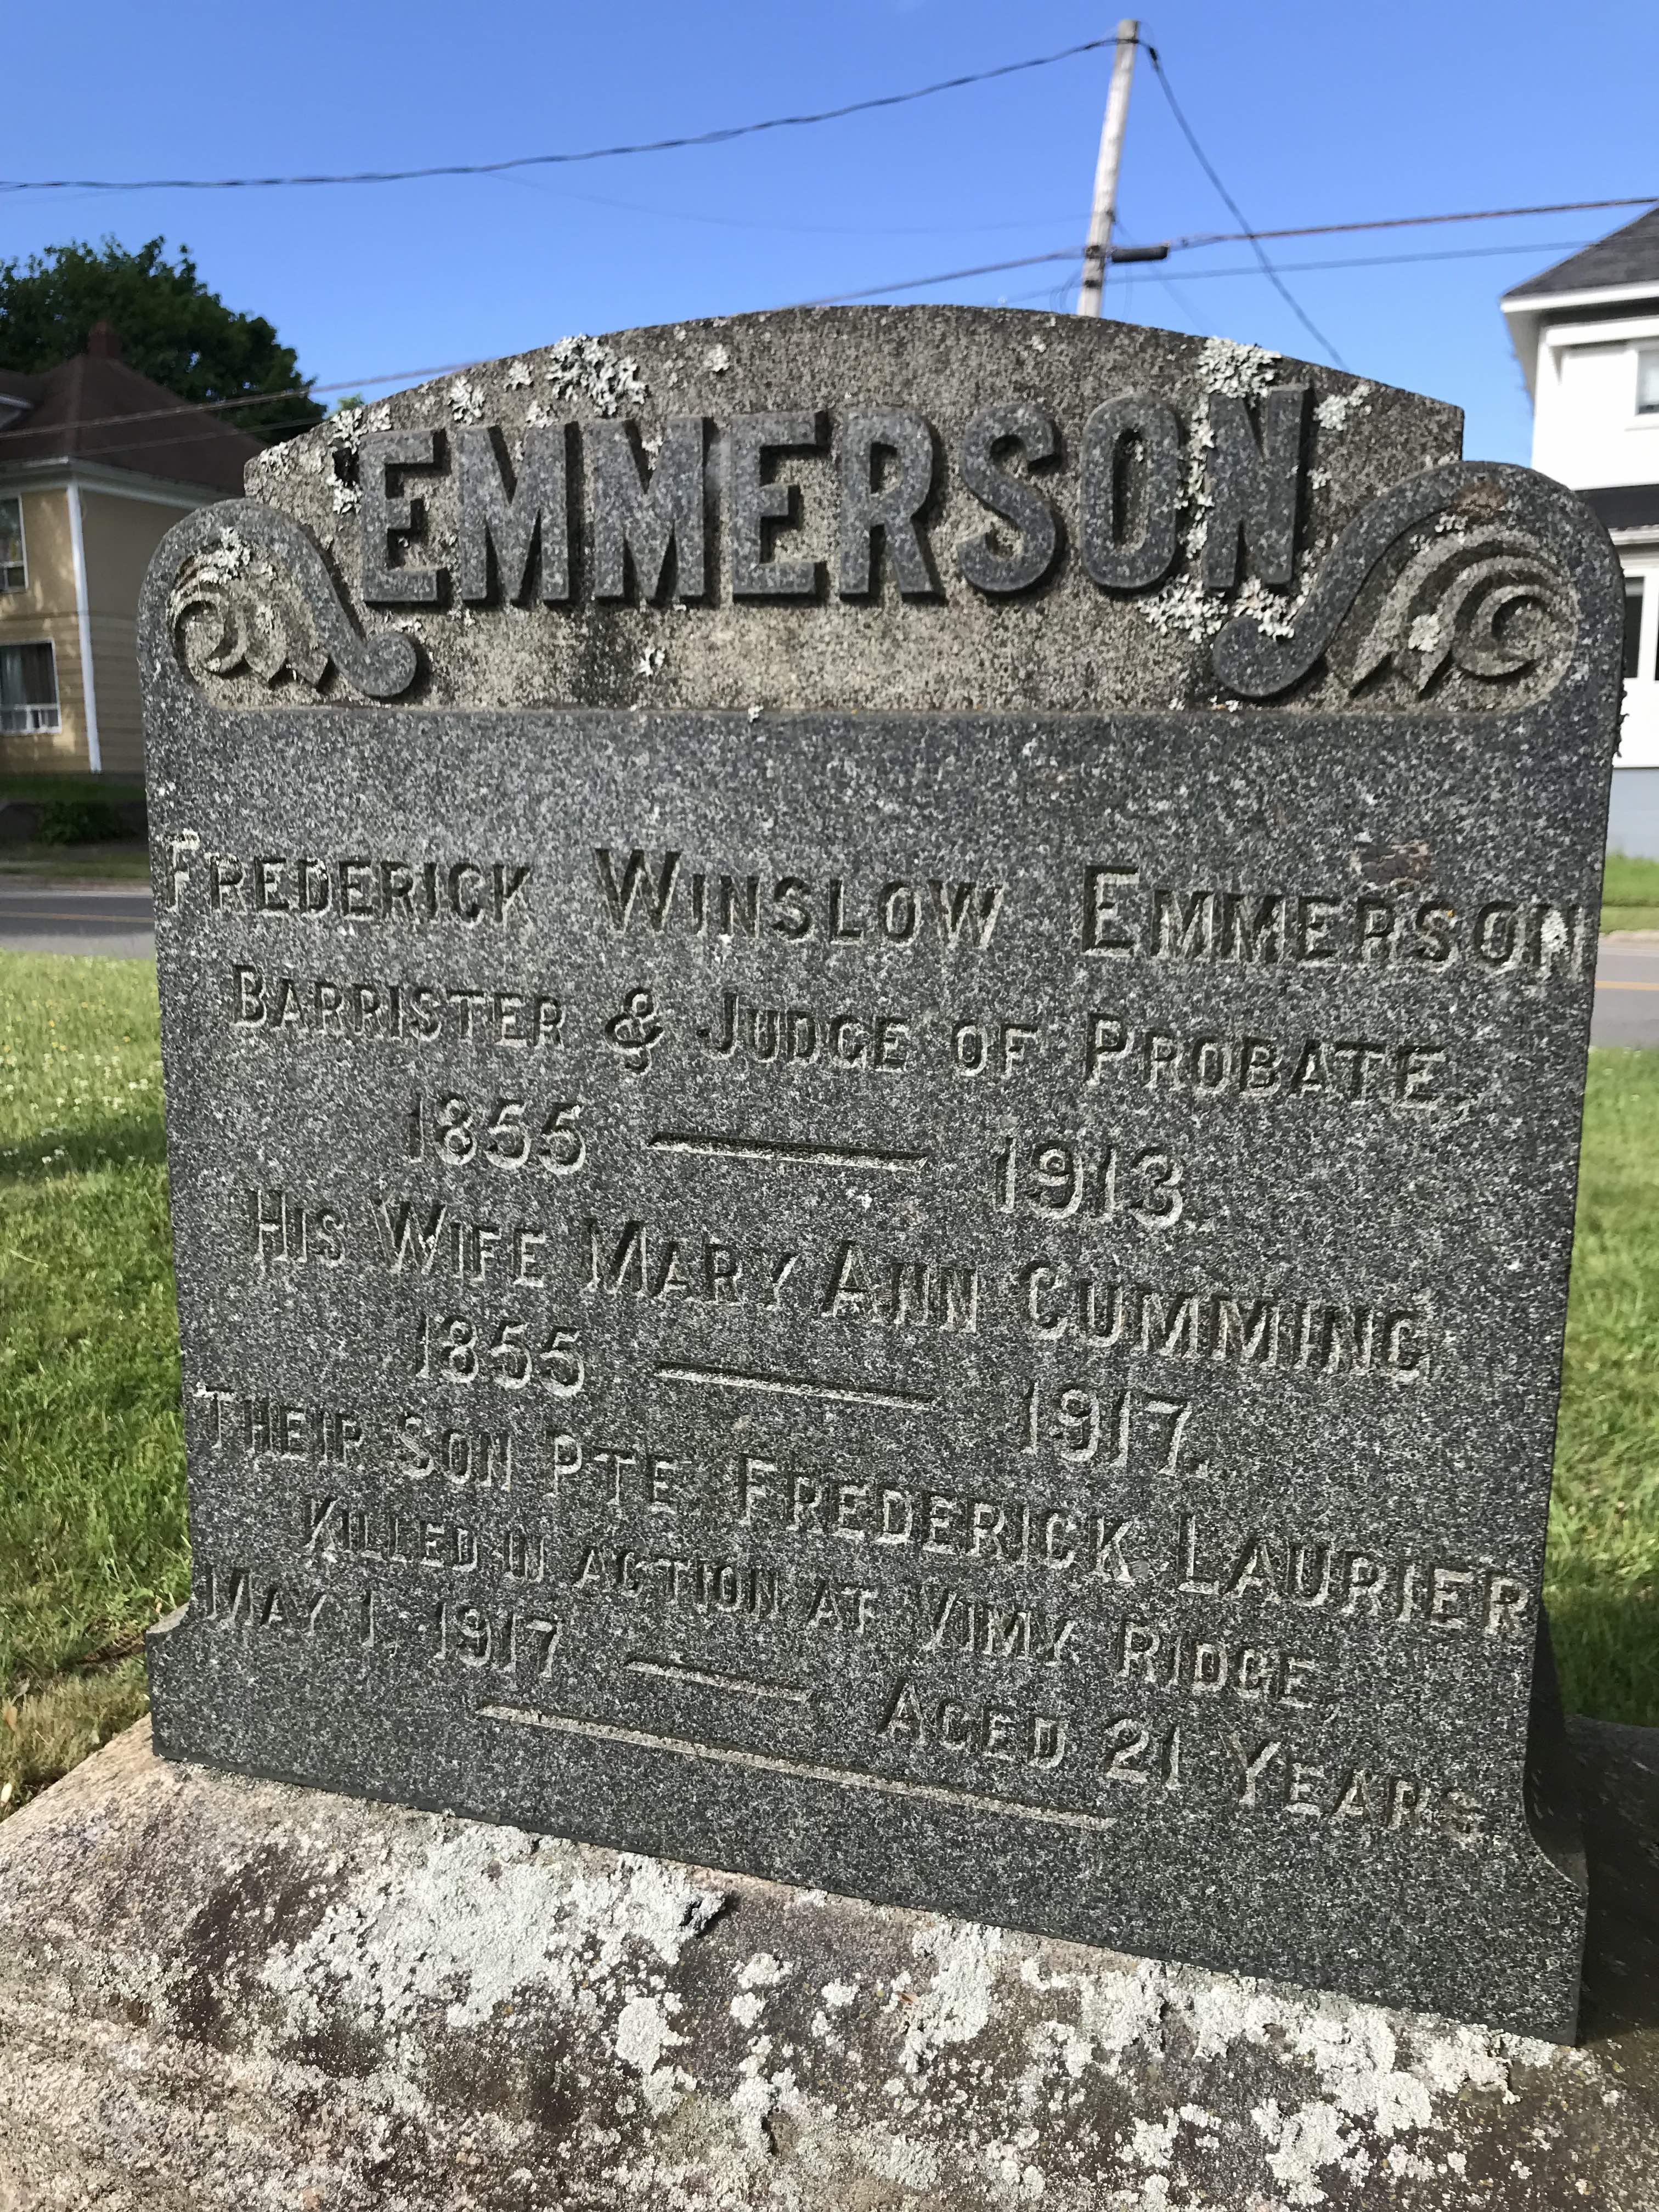 EMMERSON
FREDERICK WINSLOW EMMERSON
BARRISTER & JUDGE OF PROBATE,
1855 — 1913.
HIS WIFE MARY ANN CUMMING
1855 — 1917.
THEIR SON PTE. FREDERICK LAURIER
KILLED IN ACTION AT VIMY RIDGE,
MAY 1, 1917 — AGED 21 YEARS